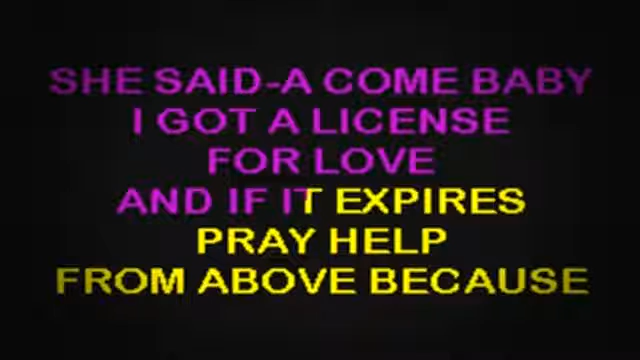 SHE SAID-A COME BABY
I GOT A LICENSE
FOR LOVE
AND IF IT EXPIRES
PRAY HELP
FROM ABOVE BECAUSE